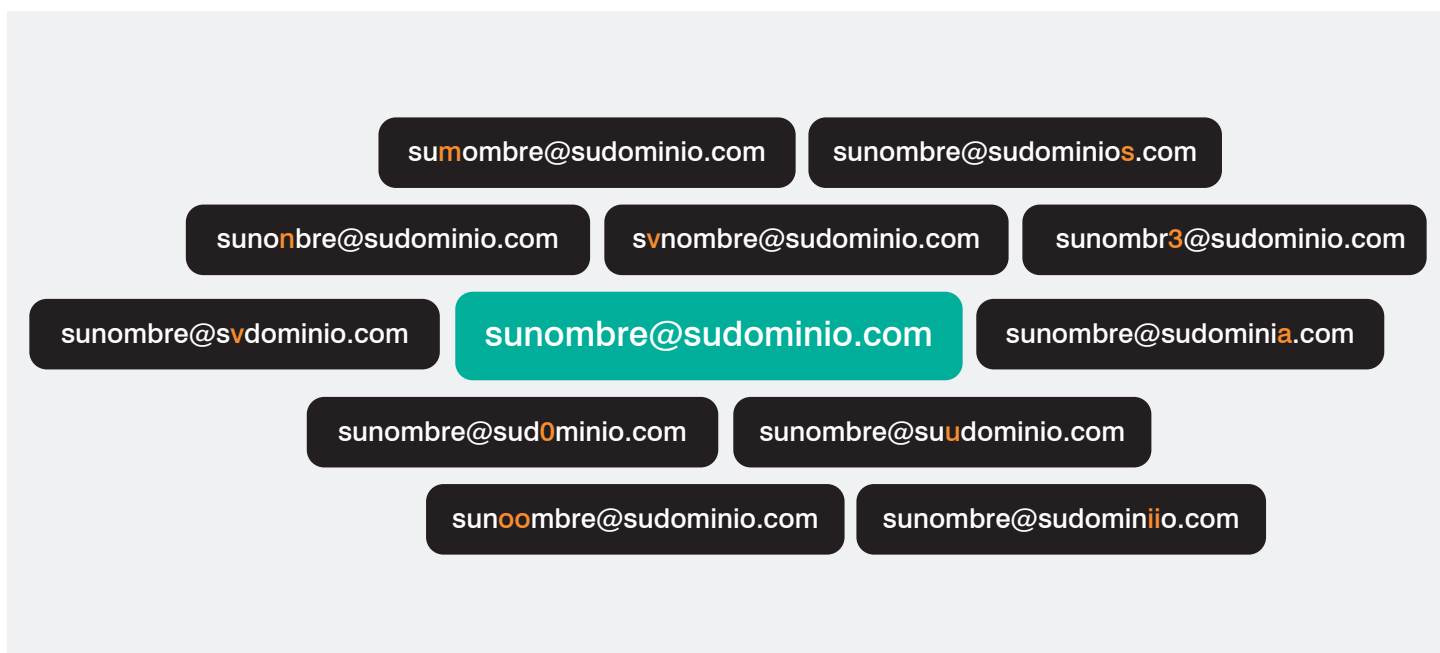 sumombre@sudominio.com sunombre@sudominios.com
sunonbre@sudominio.com svnombre@sudominio.com sunombr3@sudominio.com
sunombre@svdominio.com sunombre@sudominio.com sunombre@sudominia.com
sunombre@sud0minio.com sunombre@suudominio.com
sunoombre@sudominio.com sunombre@sudominiio.com